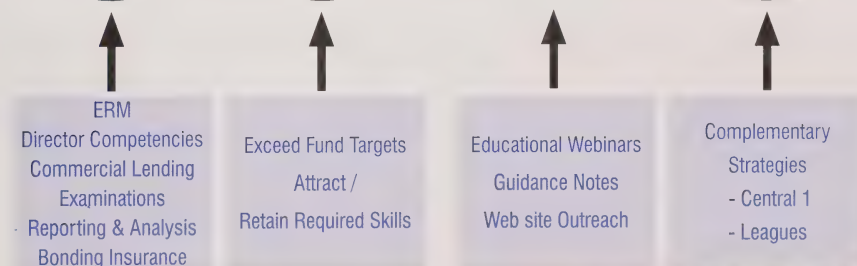 ERM
Director Competencies
Commercial Lending
Examinations
Reporting & Analysis
Bonding Insurance
Exceed Fund Targets
Attract /
Retain Required Skills
Educational Webinars
Guidance Notes
Web site Outreach
Complementary
Strategies
- Central 1
- Leagues